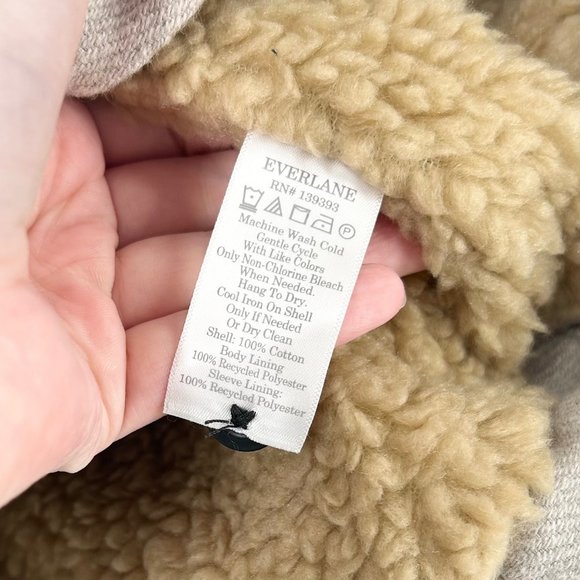 EVERLANE
RN# 139393
P
Machine Wash Cold
Gentle Cycle
With Like Colors
Only Non-Chlorine Bleach
When Needed.
Hang To Dry.
Cool Iron On Shell
Only If Needed
Or Dry Clean
Shell: 100% Cotton
Body Lining
100% Recycled Polyester
Sleeve Lining:
100% Recycled Polyester